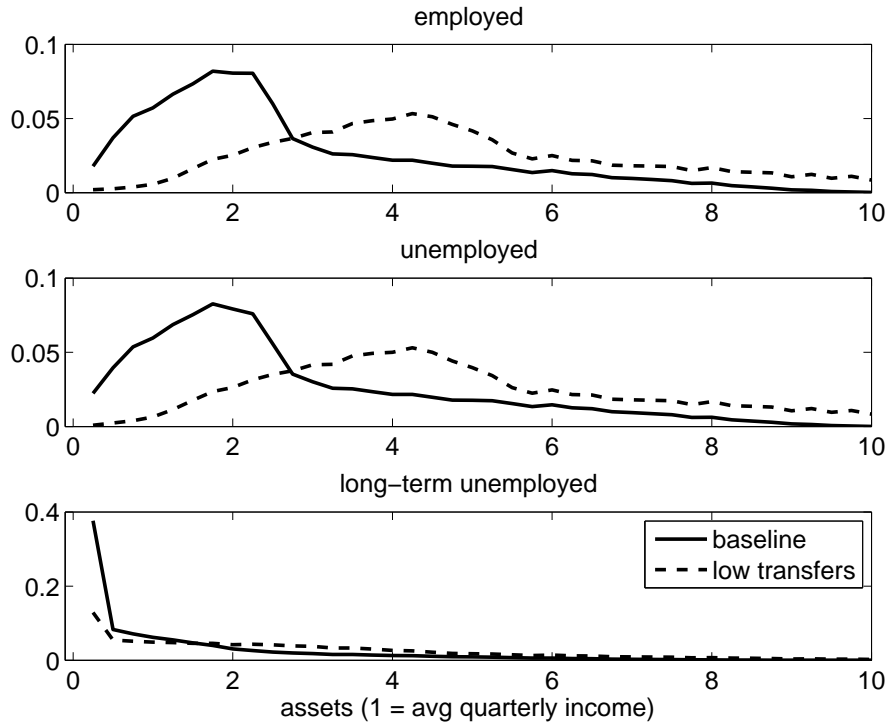 employed
0.1
0.05
0
0 2 4 6 8 10
unemployed
0.1
0.05
0
0 2 4 6 8 10
long−term unemployed
0.4
0.2
0
baseline
low transfers
0 2 4 6 8 10
assets (1 = avg quarterly income)